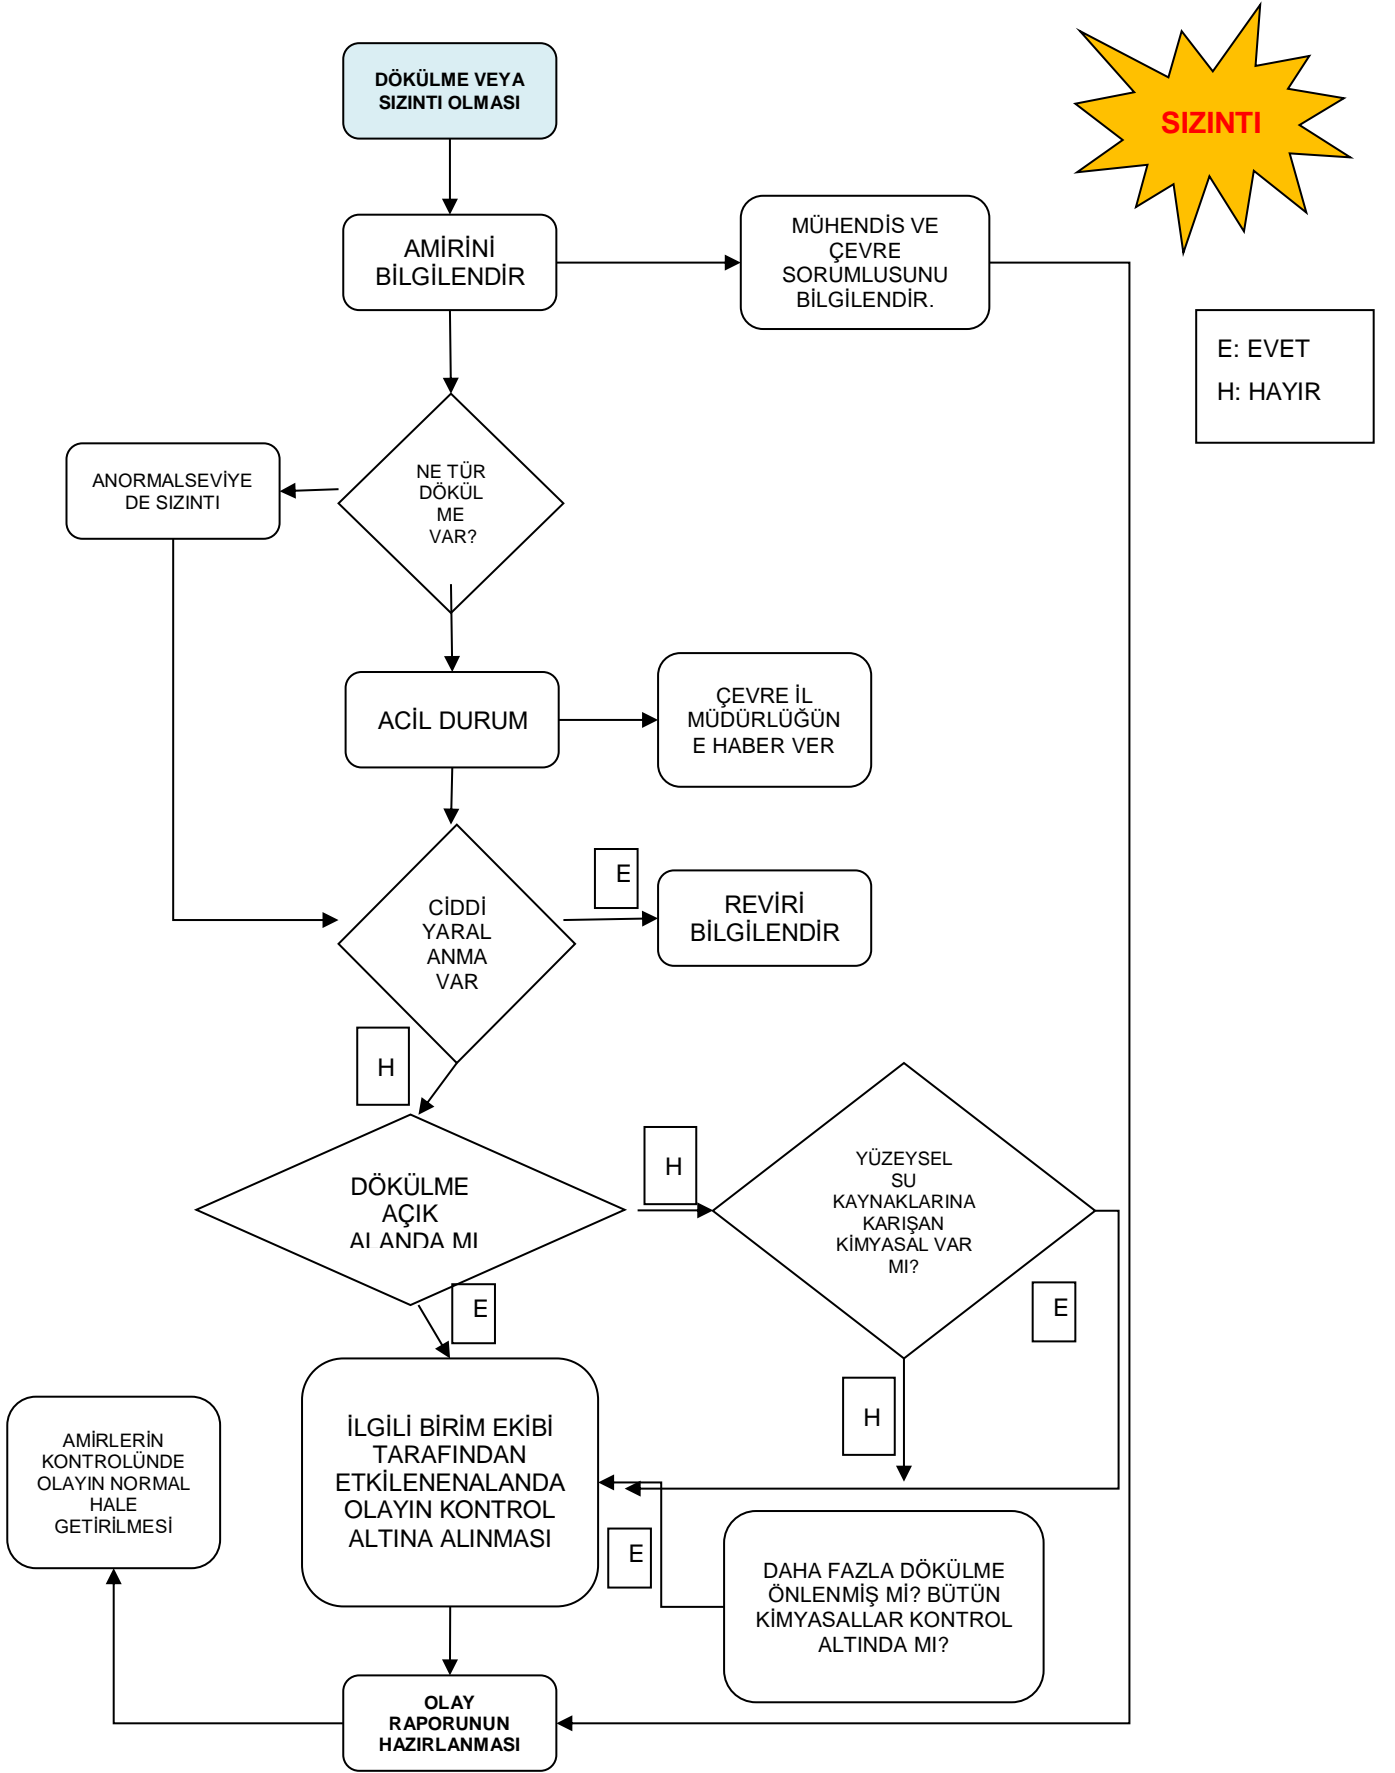 DÖKÜLME VEYA
SIZINTI OLMASI
SIZINTI
AMİRİNİ
BİLGİLENDİR
MÜHENDİS VE
ÇEVRE
SORUMLUSUNU
BİLGİLENDİR.
E: EVET
H: HAYIR
NE TÜR
DÖKÜL
ME
VAR?
ANORMALSEVİYE
DE SIZINTI
ACİL DURUM
ÇEVRE İL
MÜDÜRLÜĞÜN
E HABER VER
CİDDİ
YARAL
ANMA
VAR
E
REVİRİ
BİLGİLENDİR
H
DÖKÜLME
AÇIK
ALANDA MI
H
YÜZEYSEL
SU
KAYNAKLARINA
KARIŞAN
KİMYASAL VAR
MI?
E
E
H
İLGİLİ BİRİM EKİBİ
TARAFINDAN
ETKİLENENALANDA
OLAYIN KONTROL
ALTINA ALINMASI
AMİRLERİN
KONTROLÜNDE
OLAYIN NORMAL
HALE
GETİRİLMESİ
E
DAHA FAZLA DÖKÜLME
ÖNLENMİŞ Mİ? BÜTÜN
KİMYASALLAR KONTROL
ALTINDA MI?
OLAY
RAPORUNUN
HAZIRLANMASI